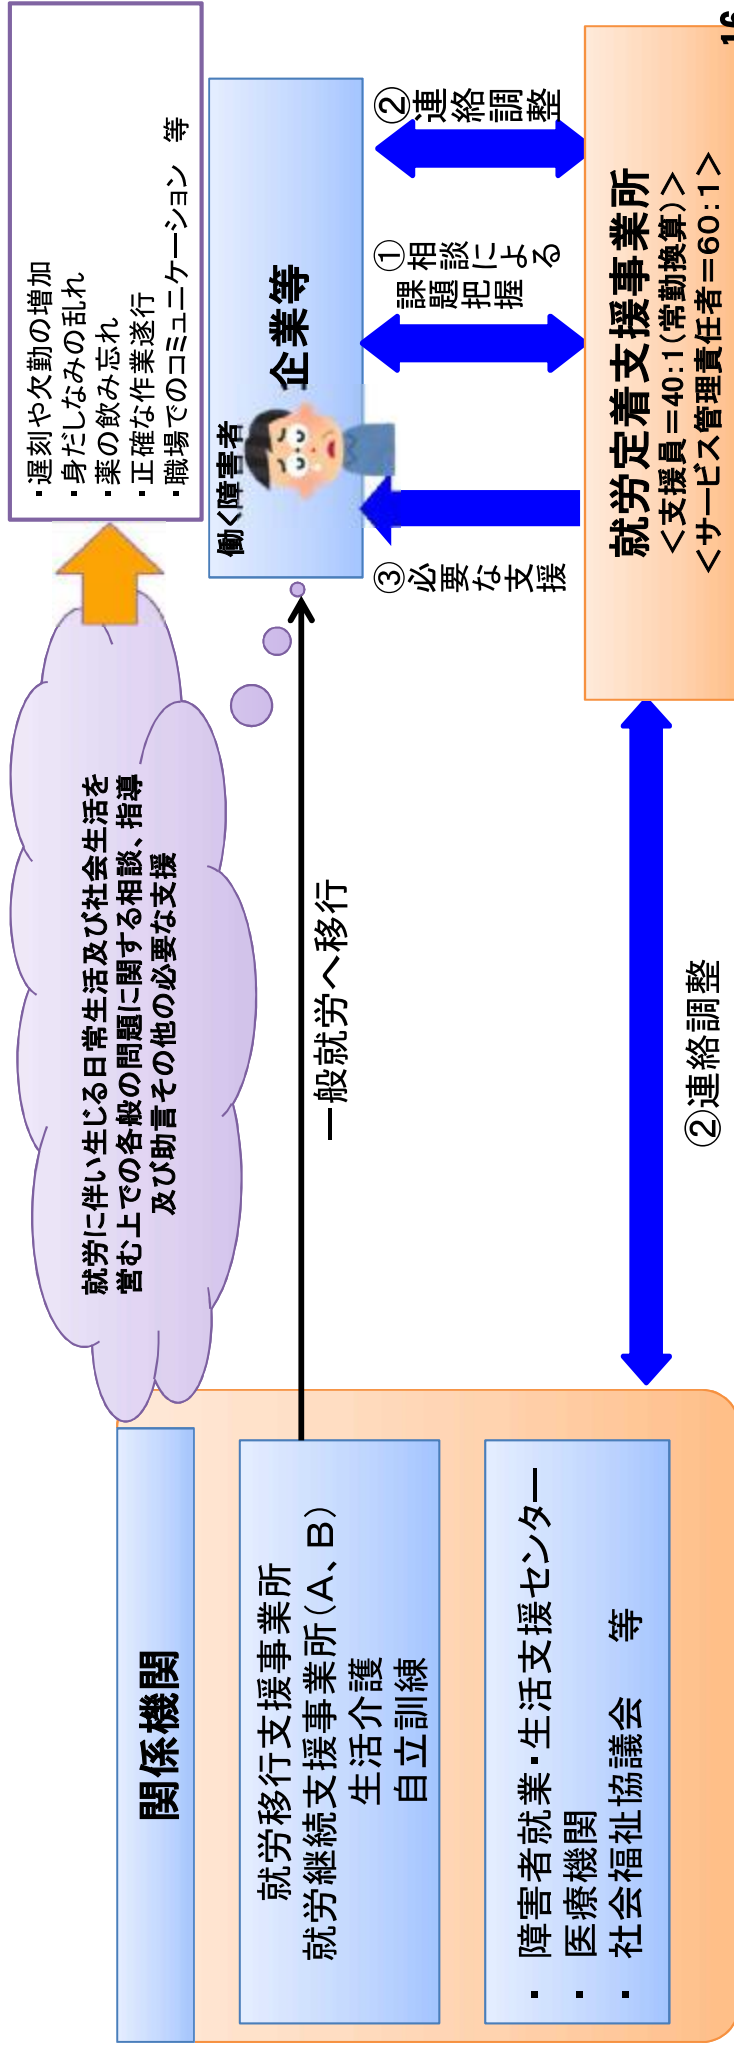 関係機関
就労移行支援事業所
就労継続支援事業所(A、B)
生活介護
自立訓練
・ 障害者就業・生活支援センター
・ 医療機関
・ 社会福祉協議会 等
就労に伴い生じる日常生活及び社会生活を
営む上での各般の問題に関する相談、指導
及び助言その他の必要な支援
一般就労へ移行
②連絡調整
・遅刻や欠勤の増加
・身だしなみの乱れ
・薬の飲み忘れ
・正確な作業遂行
・職場でのコミュニケーション 等
働く障害者
企業等
③必要な支援
①相談による
課題把握
②連絡調整
就労定着支援事業所
<支援員=40:1(常勤換算)>
<サービス管理責任者=60:1>
16